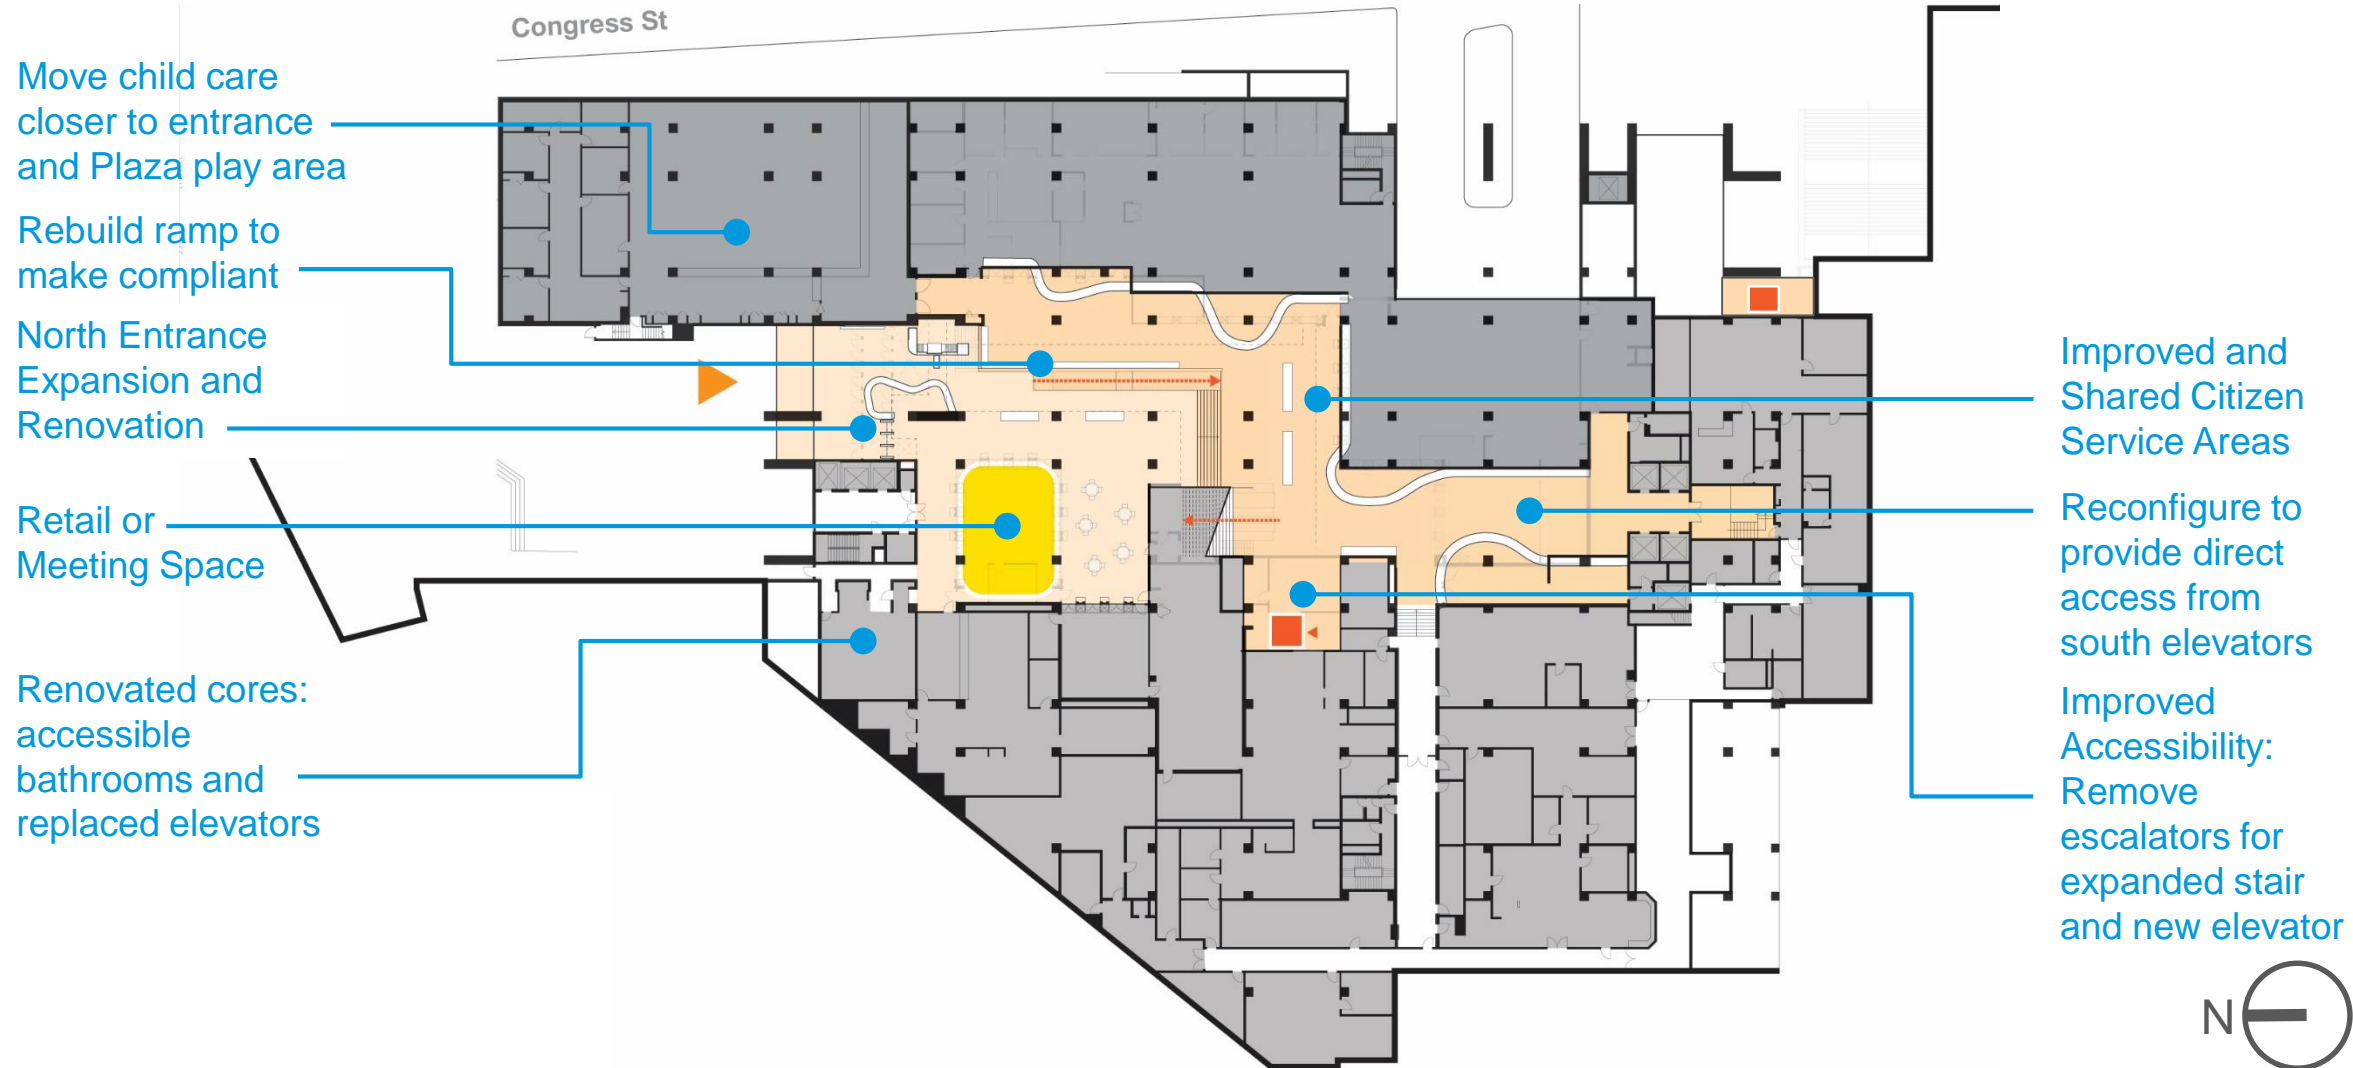 Congress St
Move child care
closer to entrance
and Plaza play area
Rebuild ramp to
make compliant
North Entrance
Expansion and
Renovation
Retail or
Meeting Space
Renovated cores:
accessible
bathrooms and
replaced elevators
Improved and
Shared Citizen
Service Areas
Reconfigure to
provide direct
access from
south elevators
Improved
Accessibility:
Remove
escalators for
expanded stair
and new elevator
N